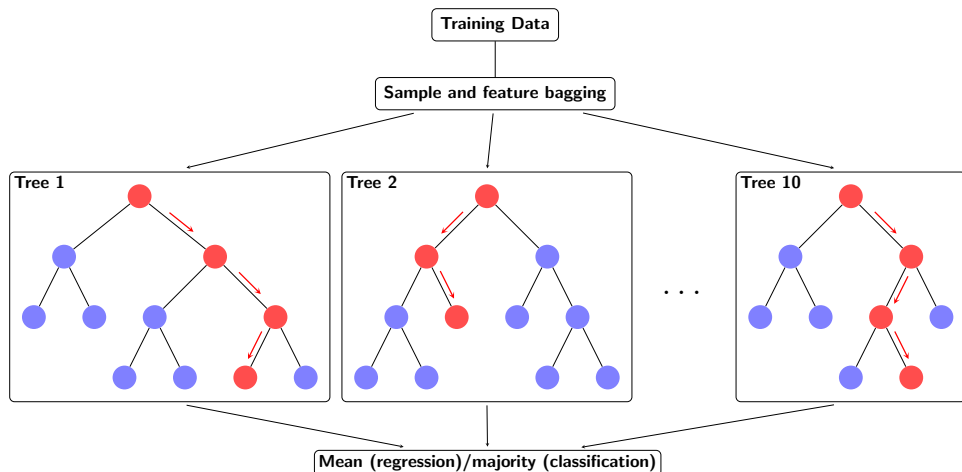 Training Data
Sample and feature bagging
Tree 1
Tree 2
Tree 10
. . .
Mean (regression)/majority (classification)